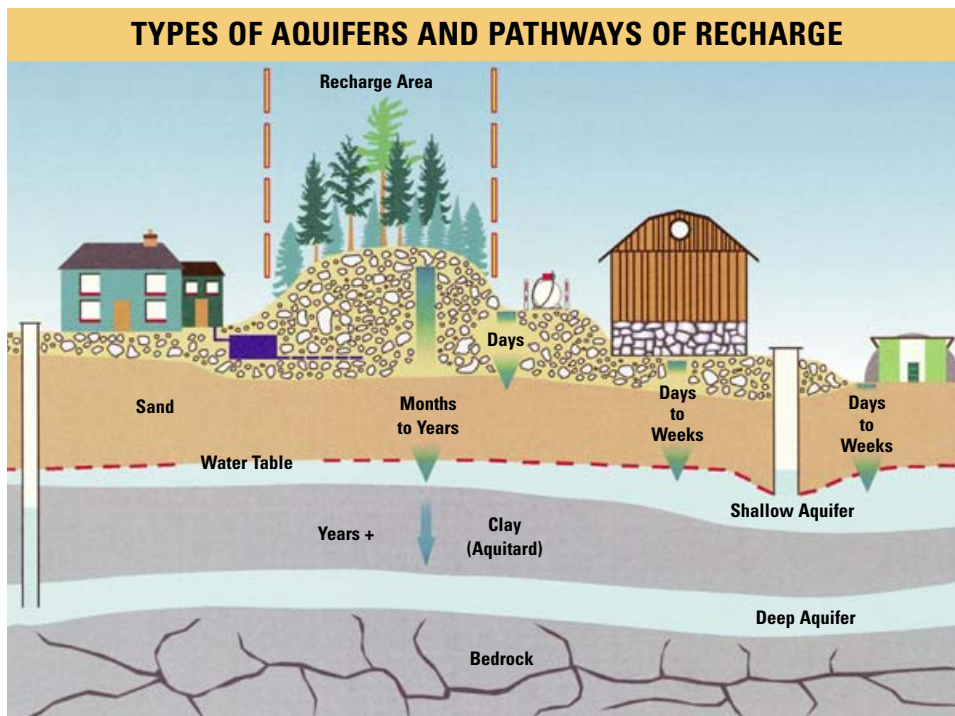 TYPES OF AQUIFERS AND PATHWAYS OF RECHARGE
Recharge Area
Days
Sand
Months
to Years
Days
to
Weeks
Days
to
Weeks
Water Table
Shallow Aquifer
Years +
Clay
(Aquitard)
Deep Aquifer
Bedrock